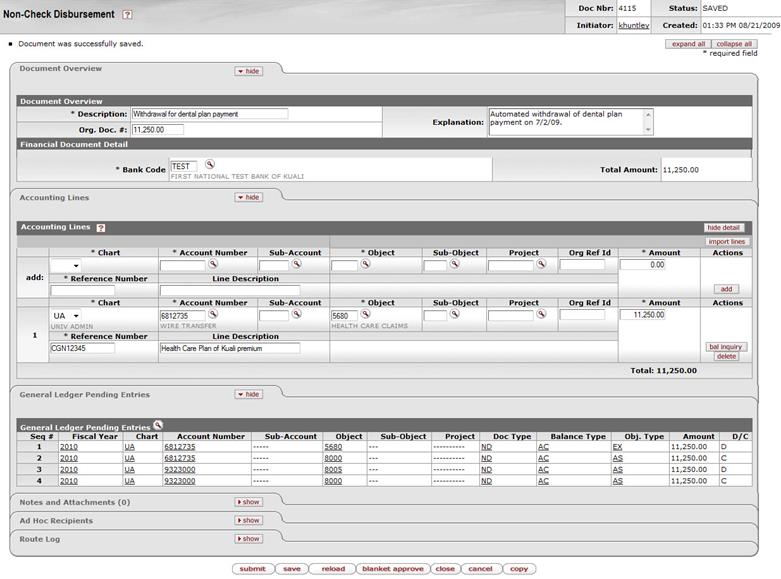 Non-Check Disbursement ?
Doc Nbr: 4115 Status: SAVED
Initiator: khuntley Created: 01:33 PM 08/21/2009
Document was successfully saved.
expand all collapse all
* required field
Document Overview hide
Document Overview
* Description: Withdrawal for dental plan payment
Explanation: Automated withdrawal of dental plan
payment on 7/2/09.
Org. Doc. #: 11,250.00
Financial Document Detail
* Bank Code TEST Total Amount: 11,250.00
FIRST NATIONAL TEST BANK OF KUALI
Accounting Lines hide
Accounting Lines ? hide detail
import lines
* Chart * Account Number Sub-Account * Object Sub-Object Project Org Ref Id * Amount Actions
add: 0.00
* Reference Number Line Description
add
* Chart * Account Number Sub-Account * Object Sub-Object Project Org Ref Id * Amount Actions
1 UA 6812735 5680 11,250.00
UNIV ADMIN WIRE TRANSFER HEALTH CARE CLAIMS
* Reference Number Line Description
CGN12345 Health Care Plan of Kuali premium
bal inquiry
delete
Total: 11,250.00
General Ledger Pending Entries hide
General Ledger Pending Entries
Seq # Fiscal Year Chart Account Number Sub-Account Object Sub-Object Project Doc Type Balance Type Obj. Type Amount D/C
1 2010 UA 6812735 ----- 5680 --- ---------- ND AC EX 11,250.00 D
2 2010 UA 6812735 ----- 8000 --- ---------- ND AC AS 11,250.00 C
3 2010 UA 9323000 ----- 8005 --- ---------- ND AC AS 11,250.00 D
4 2010 UA 9323000 ----- 8000 --- ---------- ND AC AS 11,250.00 C
Notes and Attachments (0) show
Ad Hoc Recipients show
Route Log show
submit save reload blanket approve close cancel copy